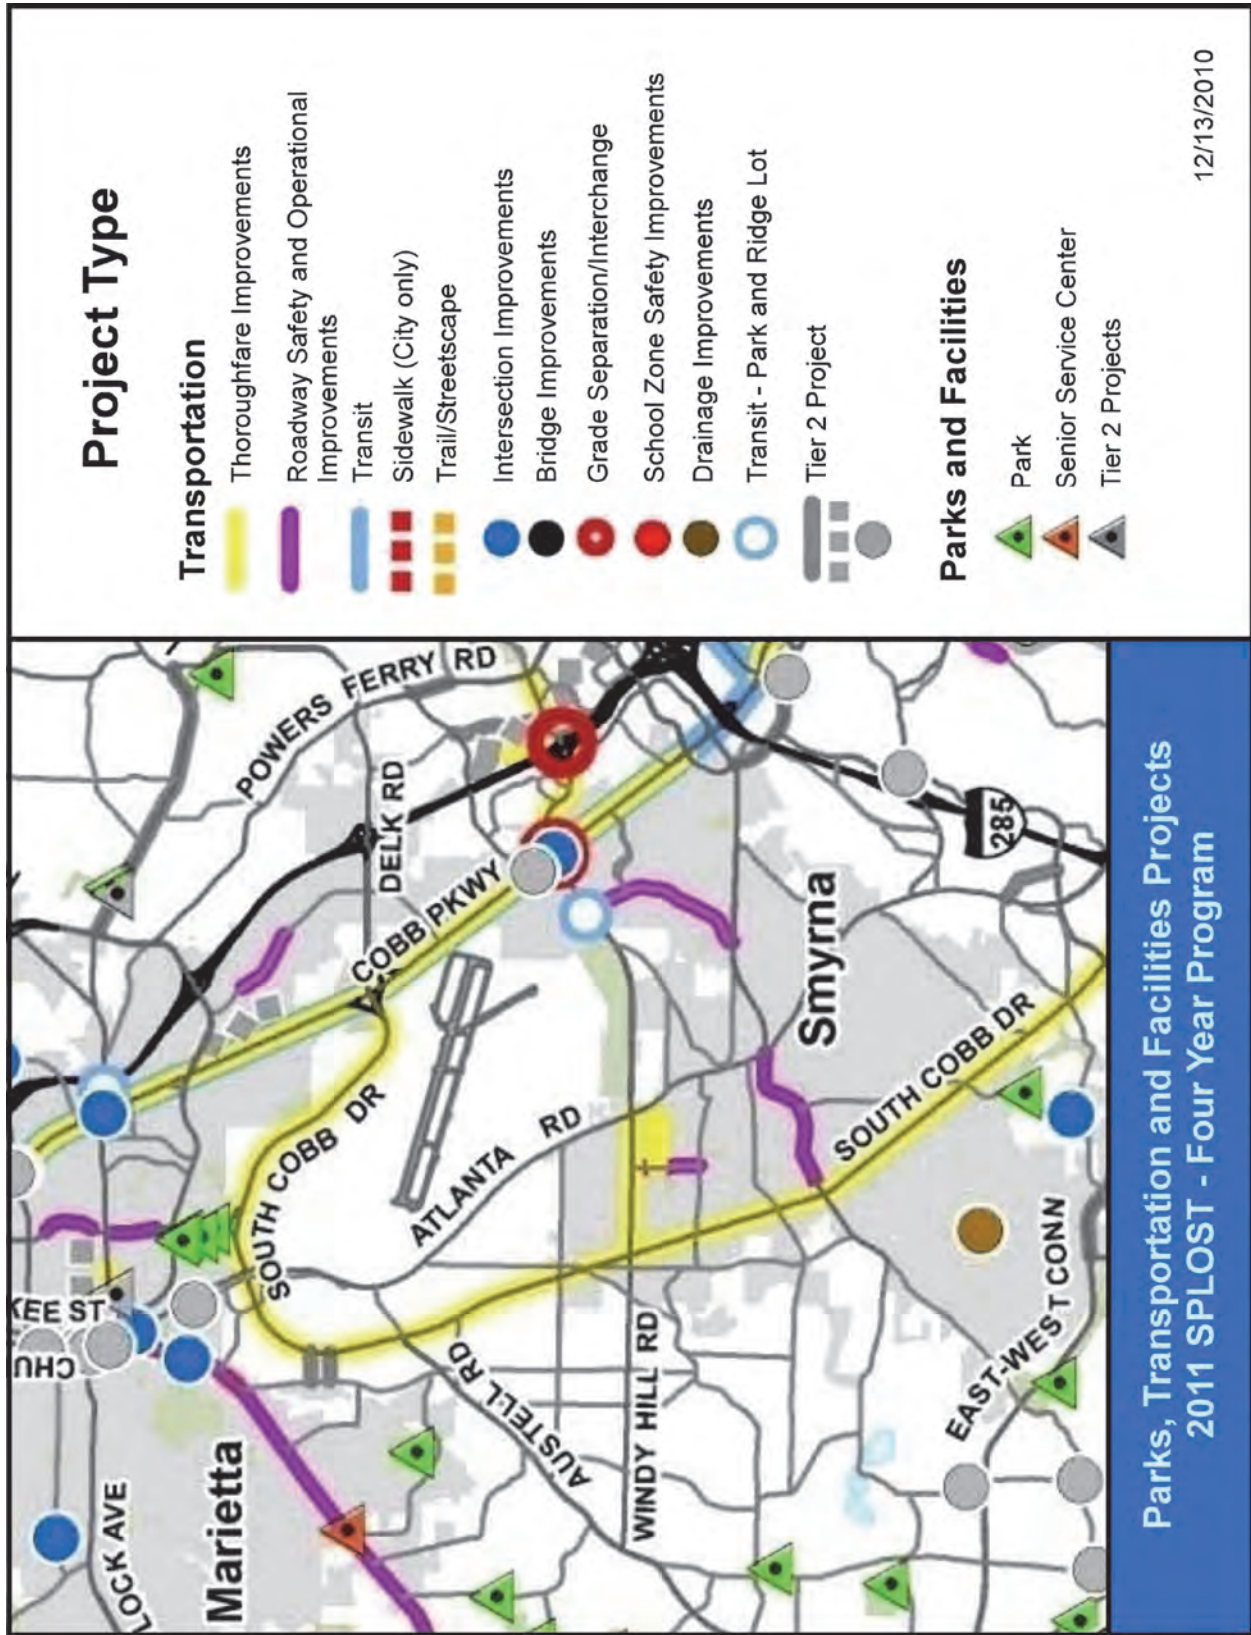 Project Type
Transportation
Thoroughfare Improvements
Roadway Safety and Operational
Improvements
Transit
Sidewalk (City only)
Trail/Streetscape
Intersection Improvements
Bridge Improvements
Grade Separation/Interchange
School Zone Safety Improvements
Drainage Improvements
Transit - Park and Ridge Lot
Tier 2 Project
Parks and Facilities
Park
Senior Service Center
Tier 2 Projects
12/13/2010
KEE ST
CHU
LOCK AVE
Marietta
POWERS FERRY RD
DELK RD
COBB PKWY
SOUTH COBB DR
SOUTH COBB DR
ATLANTA RD
AUSTELL RD
WINDY HILL RD
Smyrna
SOUTH COBB DR
EAST-WEST CONN
285
Parks, Transportation and Facilities Projects
2011 SPLOST - Four Year Program